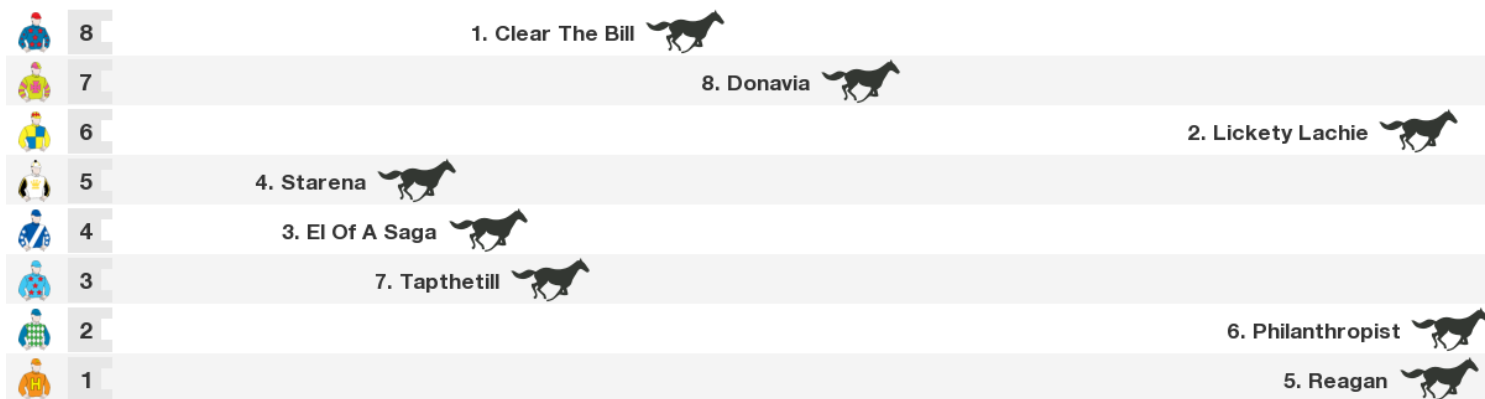 8 1. Clear The Bill
7 8. Donavia
6 2. Lickety Lachie
5 4. Starena
4 3. El Of A Saga
3 7. Tapthetill
2 6. Philanthropist
H 1 5. Reagan